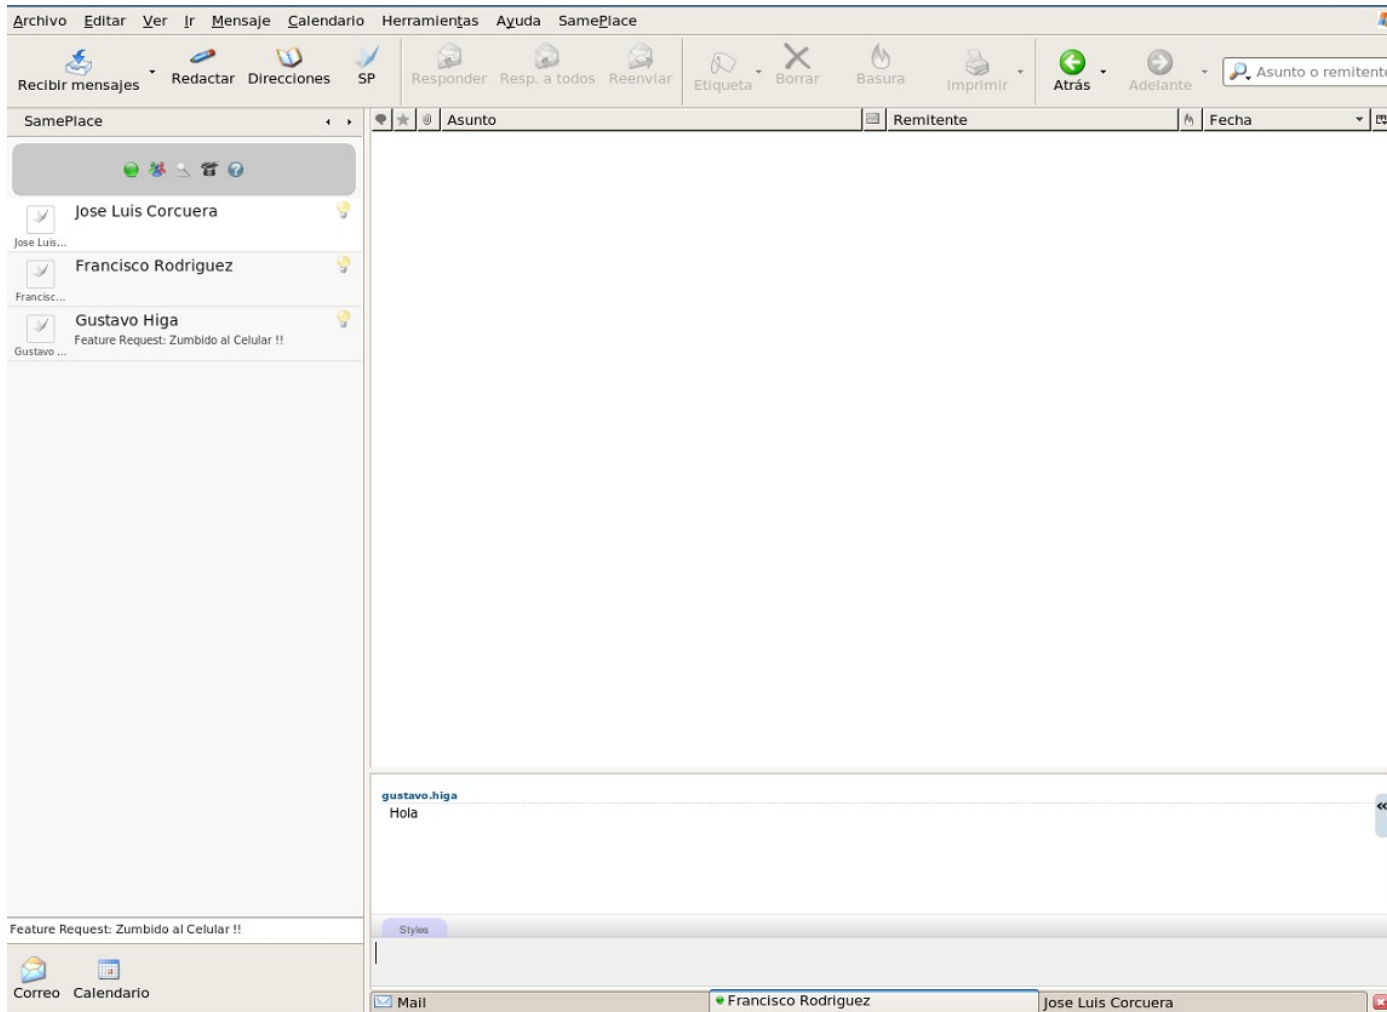 Archivo Editar Ver Ir Mensaje Calendario Herramientas Ayuda SamePlace
Recibir mensajes Redactar Direcciones SP Responder Resp. a todos Reenviar Etiqueta Borrar Basura Imprimir Atrás Adelante Asunto o remitente
SamePlace
Asunto Remitente Fecha
Jose Luis Corcuera
Jose Luis...
Francisco Rodriguez
Francisc...
Gustavo Higa
Feature Request: Zumbido al Celular !!
Gustavo ...
gustavo.higa
Hola
Feature Request: Zumbido al Celular !!
Styles
Correo Calendario
Mail Francisco Rodriguez Jose Luis Corcuera